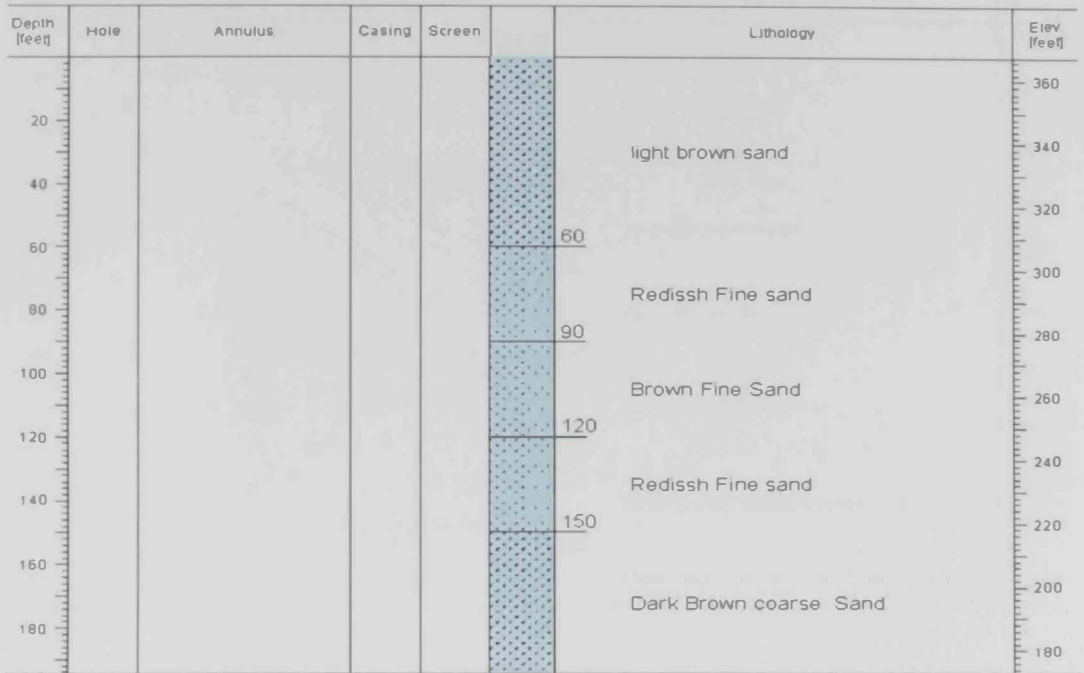 Depth [feet] Hole Annulus Casing Screen Lithology Elev. [feet]
360
20
light brown sand 340
40
320
60 60
300
Redissh Fine sand
80
90 280
100
Brown Fine Sand 260
120 120
240
Redissh Fine sand
140
150 220
160
200
Dark Brown coarse Sand
180
180